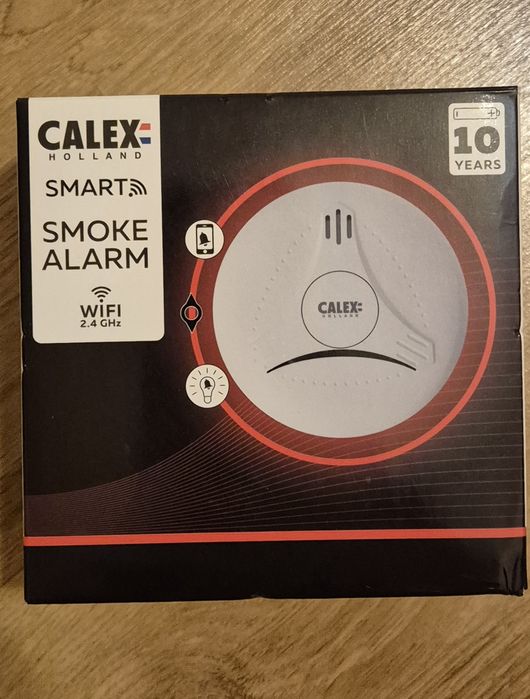 CALEX
HOLLAND
SMART
SMOKE
ALARM
WIFI
2.4 GHz
10
YEARS
CALEX
HOLLAND